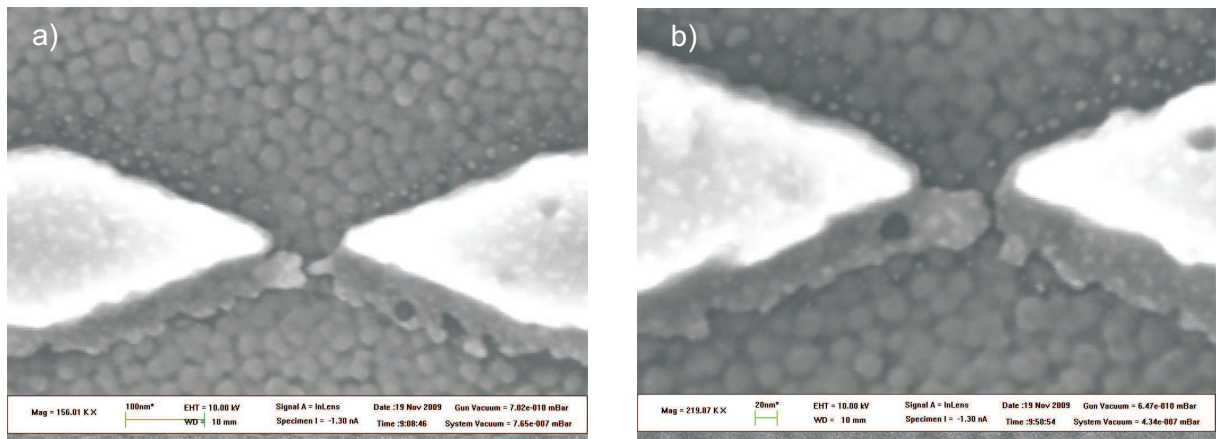 a)
Mag = 156.01 K X
100nm*
EHT = 10.00 kV
WD = 10 mm
Signal A = InLens
Specimen I = -1.30 nA
Date :19 Nov 2009
Time :9:08:46
Gun Vacuum = 7.02e-010 mBar
System Vacuum = 7.65e-007 mBar
b)
Mag = 219.87 K X
20nm*
EHT = 10.00 kV
WD = 10 mm
Signal A = InLens
Specimen I = -1.30 nA
Date :19 Nov 2009
Time :9:50:54
Gun Vacuum = 6.47e-010 mBar
System Vacuum = 4.34e-007 mBar